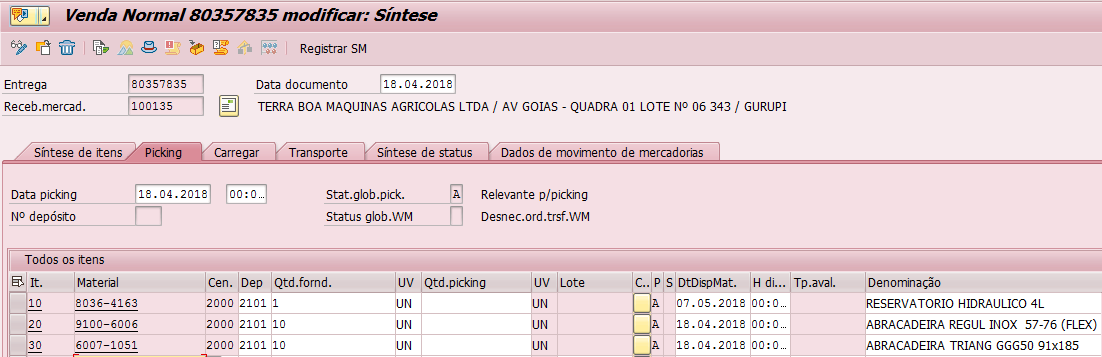 Venda Normal 80357835 modificar: Síntese
Registrar SM
Entrega 80357835 Data documento 18.04.2018
Receb.mercad. 100135 TERRA BOA MAQUINAS AGRICOLAS LTDA / AV GOIAS - QUADRA 01 LOTE Nº 06 343 / GURUPI
Síntese de itens Picking Carregar Transporte Síntese de status Dados de movimento de mercadorias
Data picking 18.04.2018 00:0… Stat.glob.pick. A Relevante p/picking
Nº depósito Status glob.WM Desnec.ord.trsf.WM
Todos os itens
It. Material Cen. Dep Qtd.fornd. UV Qtd.picking UV Lote C.. P S DtDispMat. H di… Tp.aval. Denominação
10 8036-4163 2000 2101 1 UN UN A 07.05.2018 00:0… RESERVATORIO HIDRAULICO 4L
20 9100-6006 2000 2101 10 UN UN A 18.04.2018 00:0… ABRACADEIRA REGUL INOX 57-76 (FLEX)
30 6007-1051 2000 2101 10 UN UN A 18.04.2018 00:0… ABRACADEIRA TRIANG GGG50 91x185